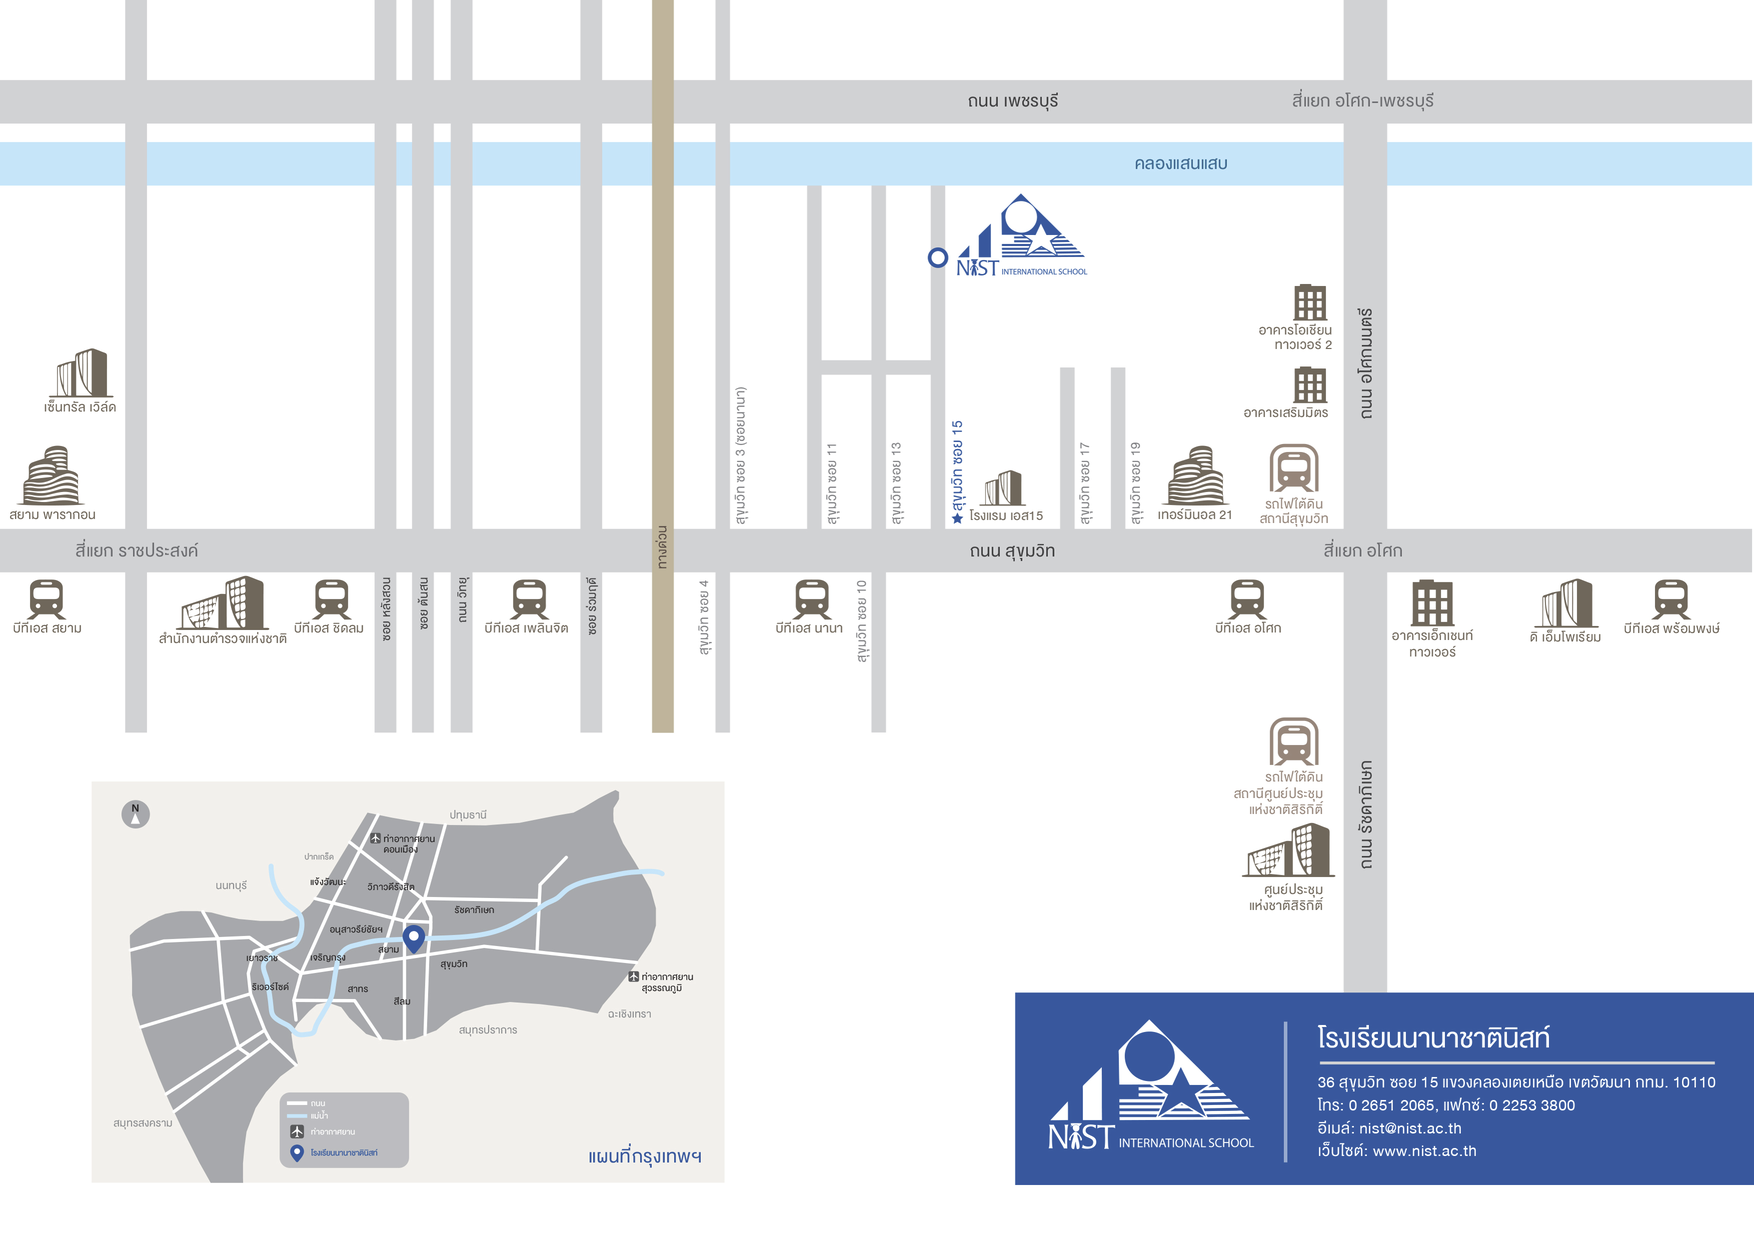 ถนน เพชรบุรี
สี่แยก อโศก-เพชรบุรี
คลองแสนแสบ
NIST INTERNATIONAL SCHOOL
อาคารโอเชียน
ทาวเวอร์ 2
ถนน อโศกมนตรี
เซ็นทรัล เวิลด์
อาคารเสริมมิตร
สยาม พารากอน
สุขุมวิท ซอย 3 (ซอยนานา)
สุขุมวิท ซอย 11
สุขุมวิท ซอย 13
สุขุมวิท ซอย 15
โรงแรม เอส15
สุขุมวิท ซอย 17
สุขุมวิท ซอย 19
เทอร์มินอล 21
รถไฟใต้ดิน
สถานีสุขุมวิท
สี่แยก ราชประสงค์
ทางด่วน
ถนน สุขุมวิท
สี่แยก อโศก
บีทีเอส สยาม
สำนักงานตำรวจแห่งชาติ
บีทีเอส ชิดลม
ซอย หลังสวน
ซอย ต้นสน
ถนน วิทยุ
บีทีเอส เพลินจิต
ซอย ร่วมฤดี
สุขุมวิท ซอย 4
บีทีเอส นานา
สุขุมวิท ซอย 10
บีทีเอส อโศก
อาคารเอ็กเชนท์
ทาวเวอร์
ดิ เอ็มโพเรียม
บีทีเอส พร้อมพงษ์
รถไฟใต้ดิน
สถานีศูนย์ประชุม
แห่งชาติสิริกิติ์
ถนน รัชดาภิเษก
ศูนย์ประชุม
แห่งชาติสิริกิติ์
N
ปทุมธานี
ท่าอากาศยาน
ดอนเมือง
ปากเกร็ด
นนทบุรี
แจ้งวัฒนะ
วิภาวดีรังสิต
รัชดาภิเษก
อนุสาวรีย์ชัยฯ
สยาม
เยาวราช
เจริญกรุง
สุขุมวิท
ท่าอากาศยาน
สุวรรณภูมิ
ริเวอร์ไซด์
สาทร
สีลม
ฉะเชิงเทรา
สมุทรปราการ
สมุทรสงคราม
ถนน
แม่น้ำ
ท่าอากาศยาน
โรงเรียนนานาชาตินิสท์
แผนที่กรุงเทพฯ
NIST INTERNATIONAL SCHOOL
โรงเรียนนานาชาตินิสท์
36 สุขุมวิท ซอย 15 แขวงคลองเตยเหนือ เขตวัฒนา กทม. 10110
โทร: 0 2651 2065, แฟกซ์: 0 2253 3800
อีเมล์: nist@nist.ac.th
เว็บไซต์: www.nist.ac.th